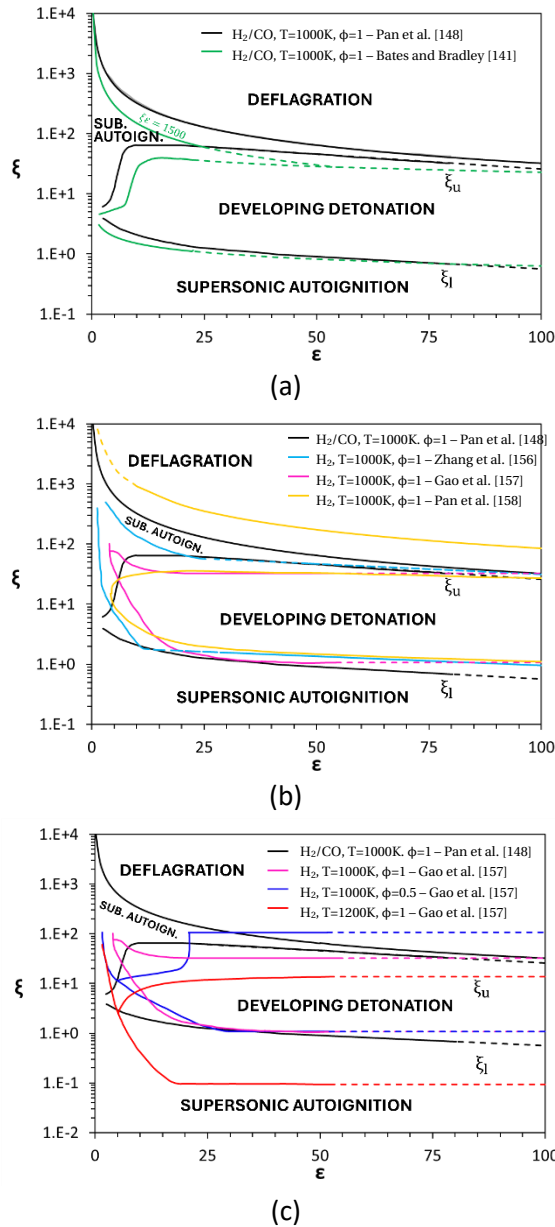 H₂/CO, T=1000K, ϕ=1 – Pan et al. [148]
H₂/CO, T=1000K, ϕ=1 – Bates and Bradley [141]
DEFLAGRATION
SUB.
AUTOIGN.
ξε = 1500
DEVELOPING DETONATION
SUPERSONIC AUTOIGNITION
ξu
ξl
ξ
1.E+4
1.E+3
1.E+2
1.E+1
1.E+0
1.E-1
0 25 50 75 100
ε
(a)
H₂/CO, T=1000K. ϕ=1 – Pan et al. [148]
H₂, T=1000K, ϕ=1 – Zhang et al. [156]
H₂, T=1000K, ϕ=1 – Gao et al. [157]
H₂, T=1000K, ϕ=1 – Pan et al. [158]
DEFLAGRATION
SUB. AUTOIGN.
DEVELOPING DETONATION
SUPERSONIC AUTOIGNITION
ξu
ξl
ξ
1.E+4
1.E+3
1.E+2
1.E+1
1.E+0
1.E-1
0 25 50 75 100
ε
(b)
H₂/CO, T=1000K. ϕ=1 – Pan et al. [148]
H₂, T=1000K, ϕ=1 – Gao et al. [157]
H₂, T=1000K, ϕ=0.5 – Gao et al. [157]
H₂, T=1200K, ϕ=1 – Gao et al. [157]
DEFLAGRATION
SUB. AUTOIGN.
DEVELOPING DETONATION
SUPERSONIC AUTOIGNITION
ξu
ξl
ξ
1.E+4
1.E+3
1.E+2
1.E+1
1.E+0
1.E-1
1.E-2
0 25 50 75 100
ε
(c)